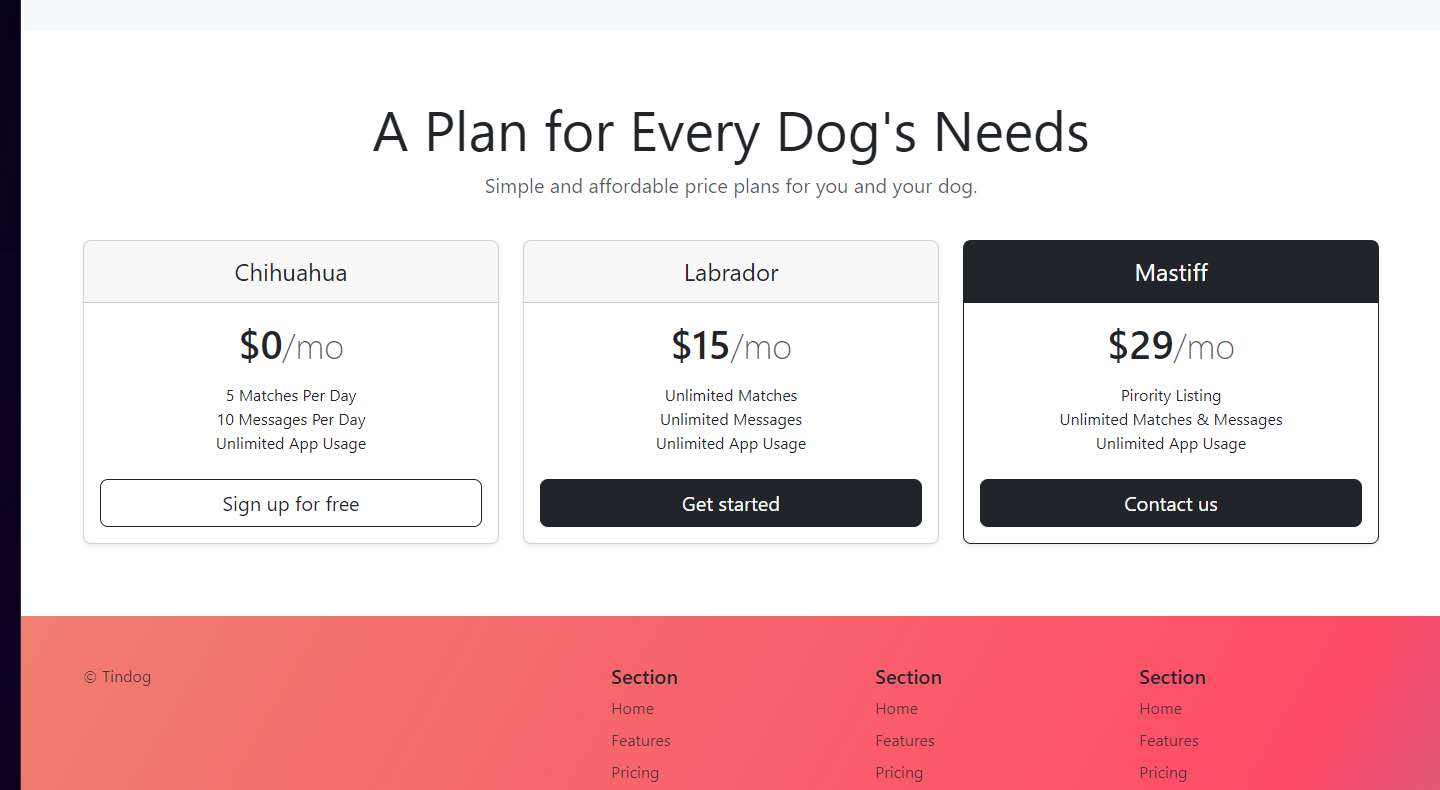 A Plan for Every Dog's Needs
Simple and affordable price plans for you and your dog.
Chihuahua
$0/mo
5 Matches Per Day
10 Messages Per Day
Unlimited App Usage
Sign up for free
Labrador
$15/mo
Unlimited Matches
Unlimited Messages
Unlimited App Usage
Get started
Mastiff
$29/mo
Pirority Listing
Unlimited Matches & Messages
Unlimited App Usage
Contact us
© Tindog
Section
Home
Features
Pricing
Section
Home
Features
Pricing
Section
Home
Features
Pricing